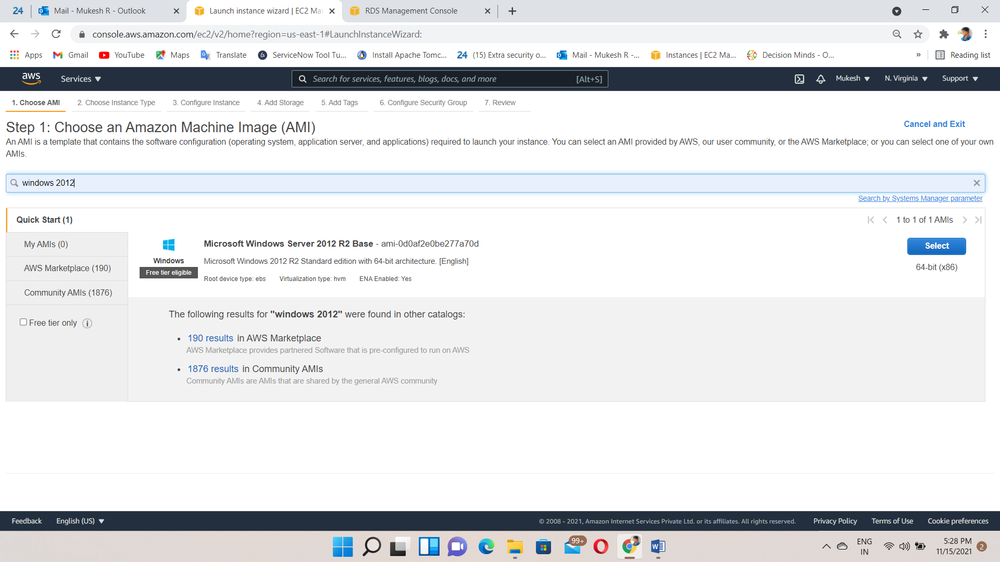 24 Mail - Mukesh R - Outlook Launch instance wizard | EC2 Ma RDS Management Console
console.aws.amazon.com/ec2/v2/home?region=us-east-1#LaunchInstanceWizard:
Apps Gmail YouTube Maps Translate ServiceNow Tool Tu... Install Apache Tomc... 24 (15) Extra security o... Mail - Mukesh R -... Instances | EC2 Ma... Decision Minds - O... » Reading list
aws Services Search for services, features, blogs, docs, and more [Alt+S] Mukesh N. Virginia Support
1. Choose AMI 2. Choose Instance Type 3. Configure Instance 4. Add Storage 5. Add Tags 6. Configure Security Group 7. Review
Step 1: Choose an Amazon Machine Image (AMI) Cancel and Exit
An AMI is a template that contains the software configuration (operating system, application server, and applications) required to launch your instance. You can select an AMI provided by AWS, our user community, or the AWS Marketplace; or you can select one of your own
AMIs.
windows 2012
Search by Systems Manager parameter
Quick Start (1) 1 to 1 of 1 AMIs
My AMIs (0)
AWS Marketplace (190)
Community AMIs (1876)
Free tier only
Windows
Free tier eligible
Microsoft Windows Server 2012 R2 Base - ami-0d0af2e0be277a70d
Microsoft Windows 2012 R2 Standard edition with 64-bit architecture. [English]
Root device type: ebs Virtualization type: hvm ENA Enabled: Yes
Select
64-bit (x86)
The following results for "windows 2012" were found in other catalogs:
• 190 results in AWS Marketplace
AWS Marketplace provides partnered Software that is pre-configured to run on AWS
• 1876 results in Community AMIs
Community AMIs are AMIs that are shared by the general AWS community
Feedback English (US) © 2008 - 2021, Amazon Internet Services Private Ltd. or its affiliates. All rights reserved. Privacy Policy Terms of Use Cookie preferences
99+
ENG
IN
5:28 PM
11/15/2021
2